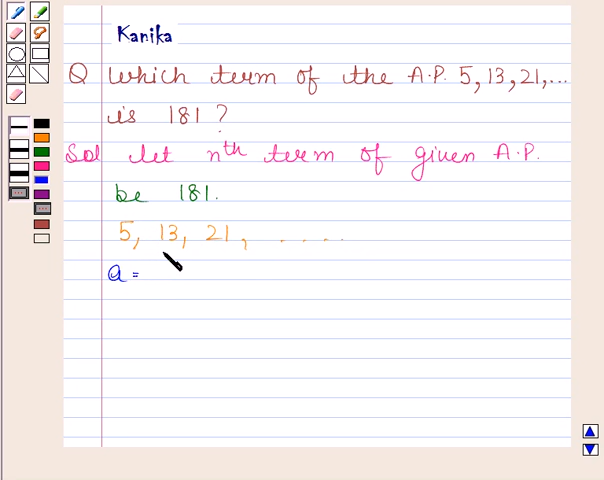 Kanika
Q Which term of the A.P. 5, 13, 21, ...
is 181 ?
Sol let nth term of given A.P.
be 181.
5, 13, 21, .....
a =